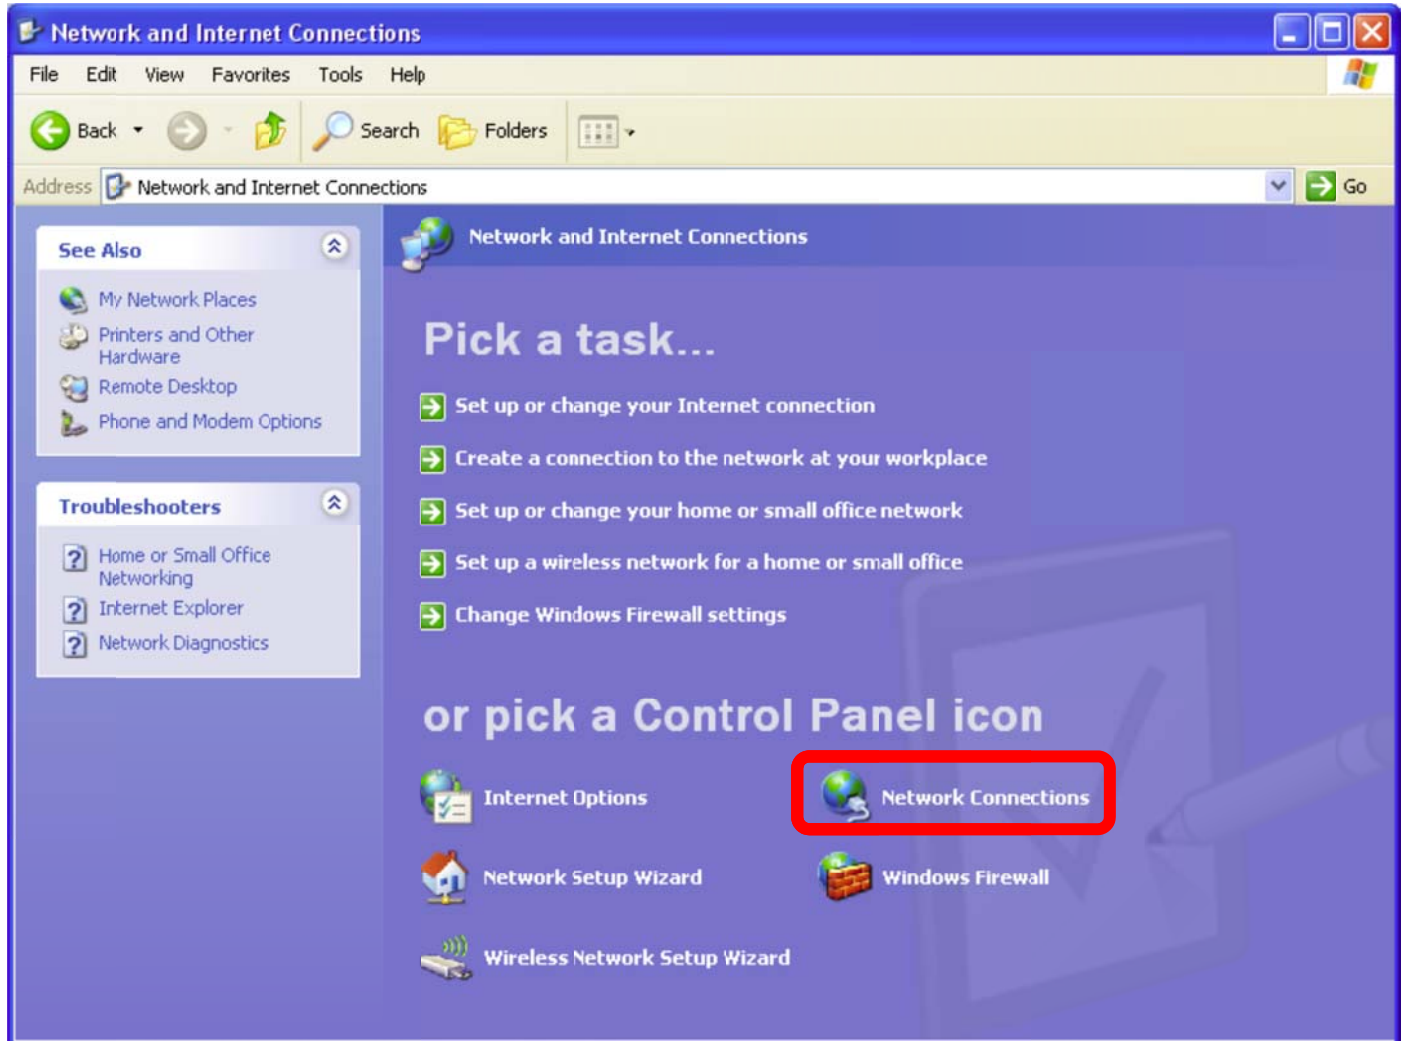 Network and Internet Connections
File Edit View Favorites Tools Help
Back Search Folders
Address Network and Internet Connections Go
See Also
My Network Places
Printers and Other
Hardware
Remote Desktop
Phone and Modem Options
Troubleshooters
Home or Small Office
Networking
Internet Explorer
Network Diagnostics
Network and Internet Connections
Pick a task...
Set up or change your Internet connection
Create a connection to the network at your workplace
Set up or change your home or small office network
Set up a wireless network for a home or small office
Change Windows Firewall settings
or pick a Control Panel icon
Internet Options
Network Connections
Network Setup Wizard
Windows Firewall
Wireless Network Setup Wizard